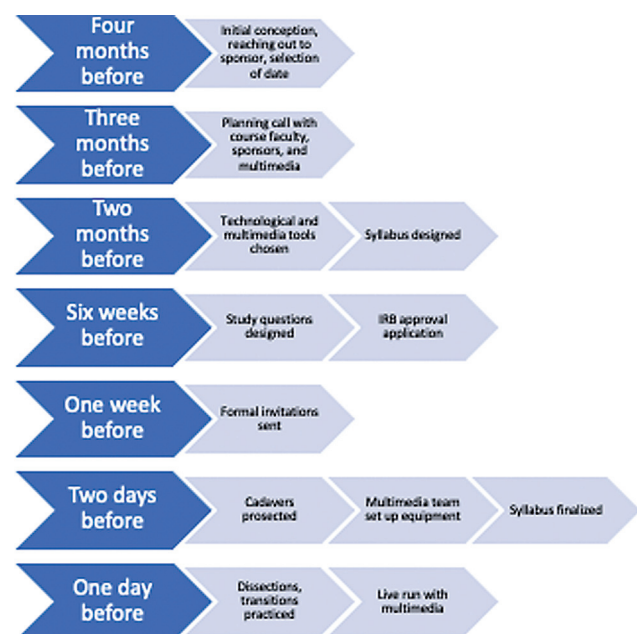 Four
months
before
Initial conception,
reaching out to
sponsor, selection
of date
Three
months
before
Planning call with
course faculty,
sponsors, and
multimedia
Two
months
before
Technological and
multimedia tools
chosen
Syllabus designed
Six weeks
before
Study questions
designed
IRB approval
application
One week
before
Formal invitations
sent
Two days
before
Cadavers
prosected
Multimedia team
set up equipment
Syllabus finalized
One day
before
Dissections,
transitions
practiced
Live run with
multimedia